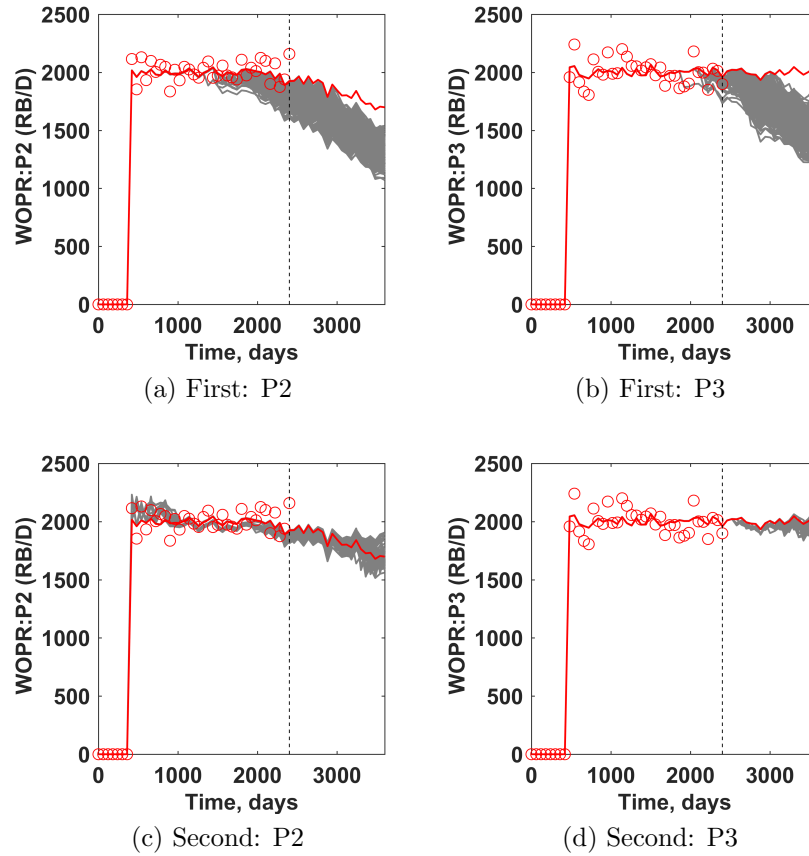 2500
2000
1500
1000
500
0
WOPR:P2 (RB/D)
0 1000 2000 3000
Time, days
(a) First: P2
2500
2000
1500
1000
500
0
WOPR:P3 (RB/D)
0 1000 2000 3000
Time, days
(b) First: P3
2500
2000
1500
1000
500
0
WOPR:P2 (RB/D)
0 1000 2000 3000
Time, days
(c) Second: P2
2500
2000
1500
1000
500
0
WOPR:P3 (RB/D)
0 1000 2000 3000
Time, days
(d) Second: P3